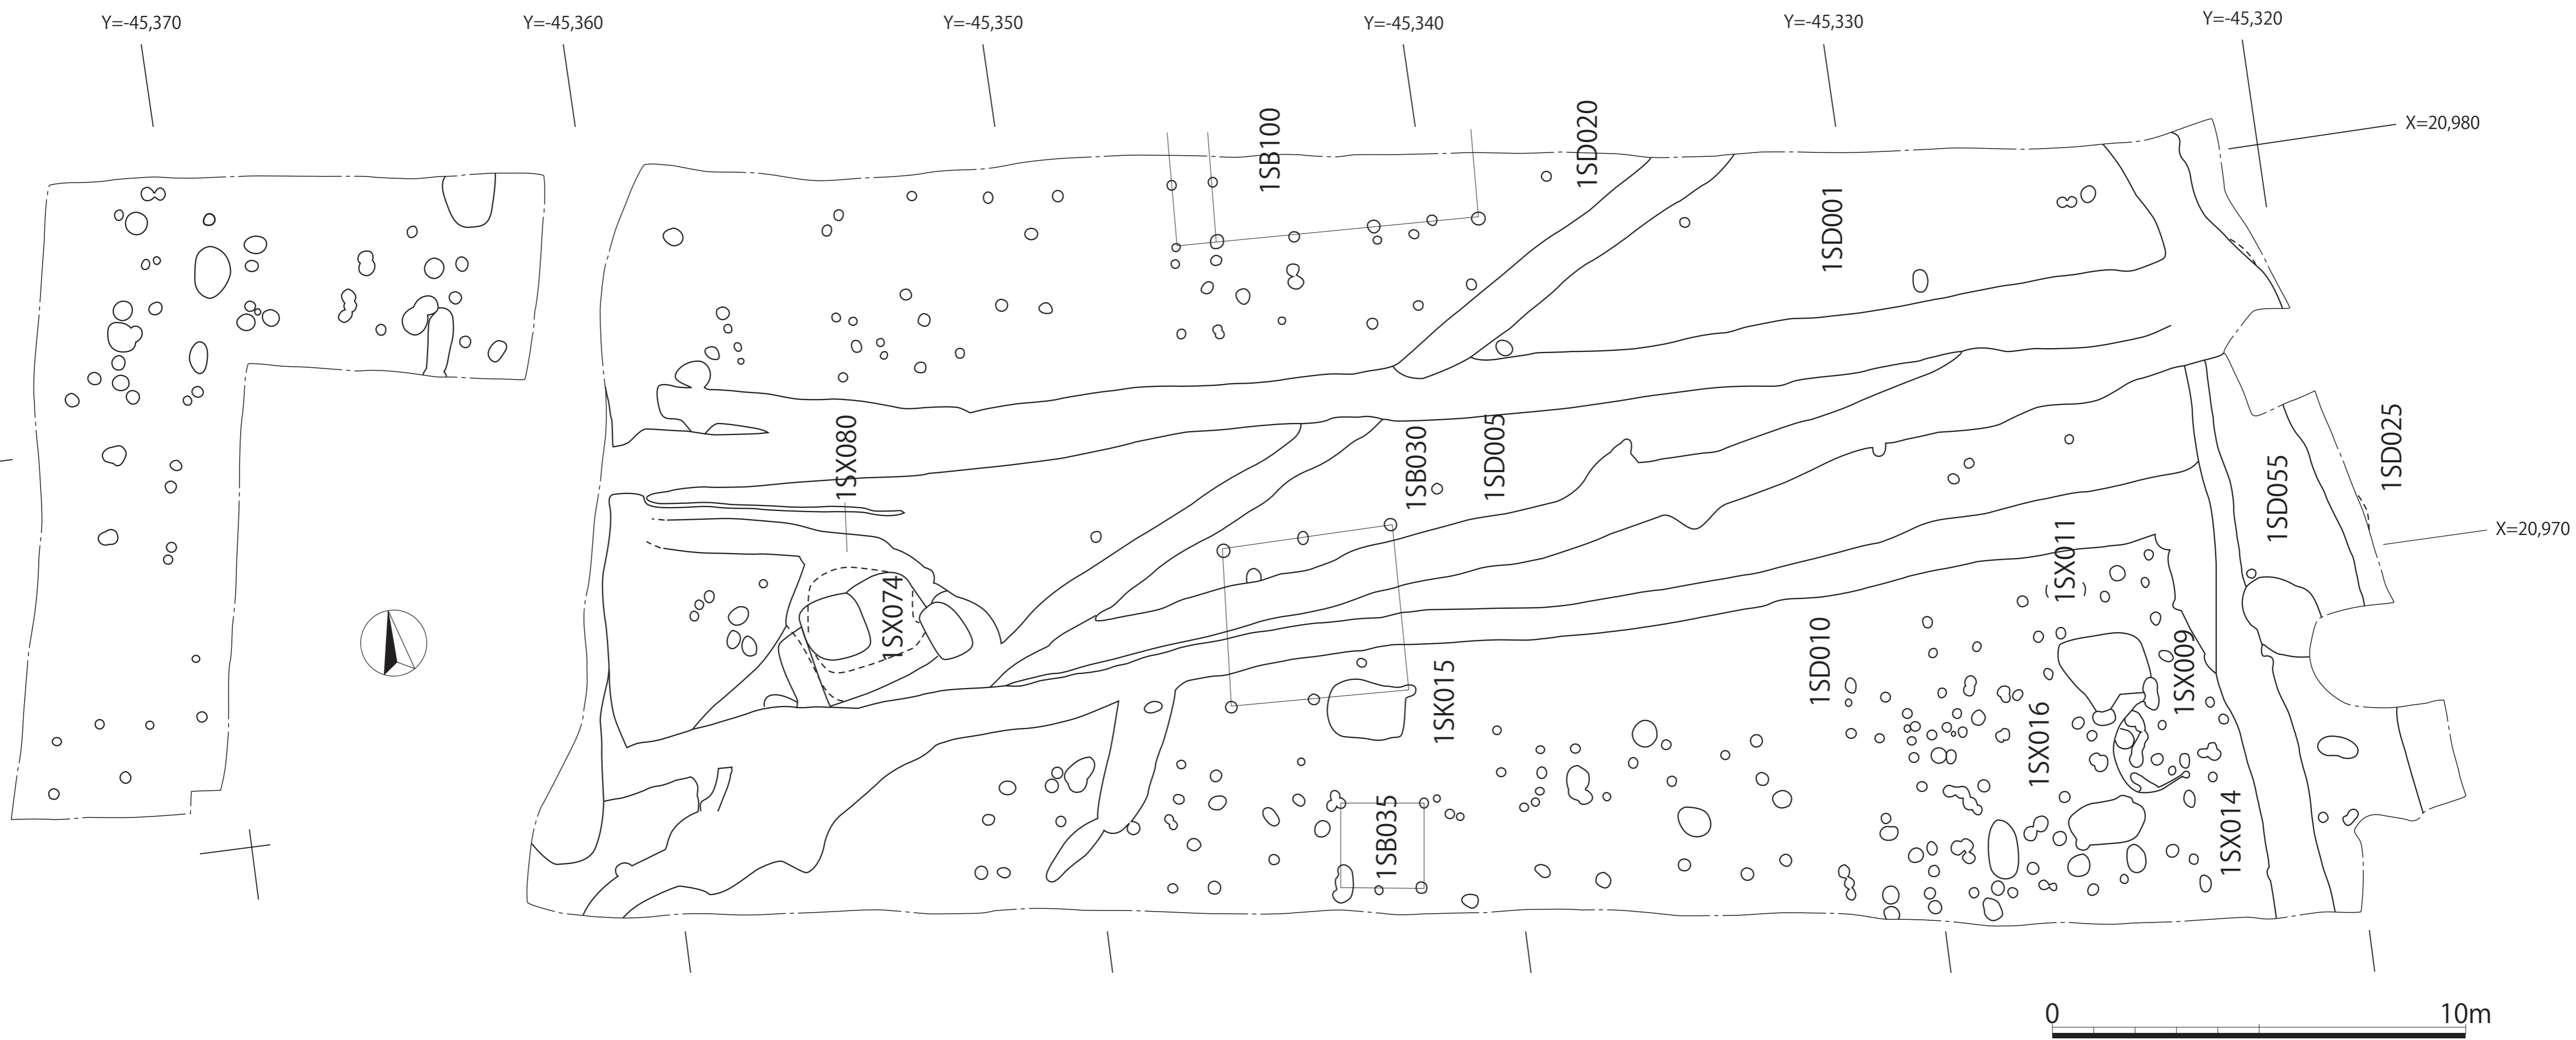 Y=-45,370
Y=-45,360
Y=-45,350
Y=-45,340
Y=-45,330
Y=-45,320
X=20,980
1SB100
1SD020
1SD001
1SX080
1SB030
1SD005
1SD025
1SD055
X=20,970
1SX011
( )
1SX074
1SD010
1SX009
1SK015
1SX016
1SB035
1SX014
0
10m